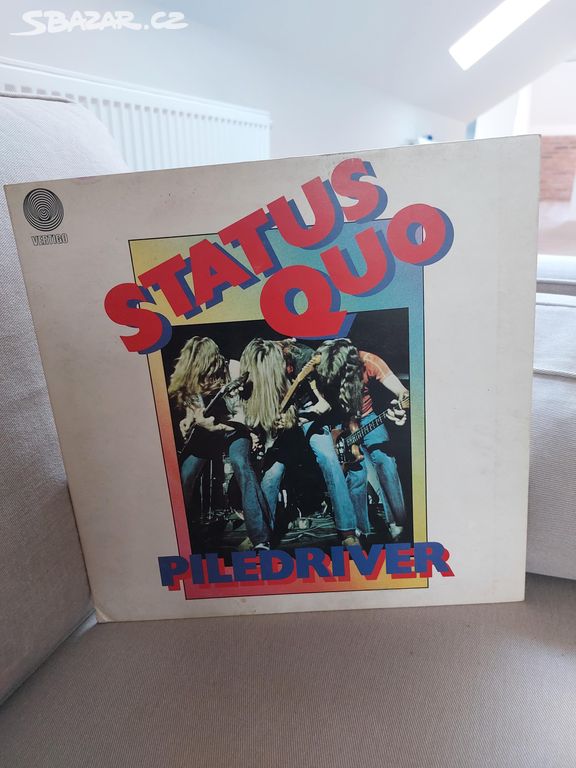 SBAZAR.CZ
VERTIGO
STATUS
QUO
PILEDRIVER